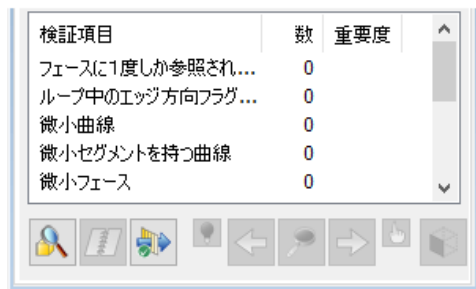 検証項目 数 重要度
フェースに1度しか参照され... 0
ループ中のエッジ方向フラグ... 0
微小曲線 0
微小セグメントを持つ曲線 0
微小フェース 0